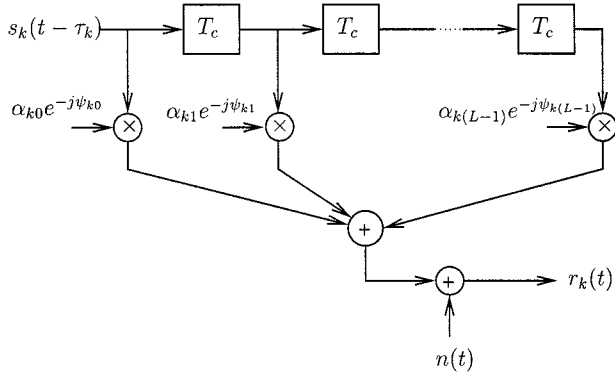 s_k(t − τ_k)
T_c
T_c
T_c
α_{k0}e^{−jψ_{k0}}
×
α_{k1}e^{−jψ_{k1}}
×
α_{k(L−1)}e^{−jψ_{k(L−1)}}
×
+
+
r_k(t)
n(t)